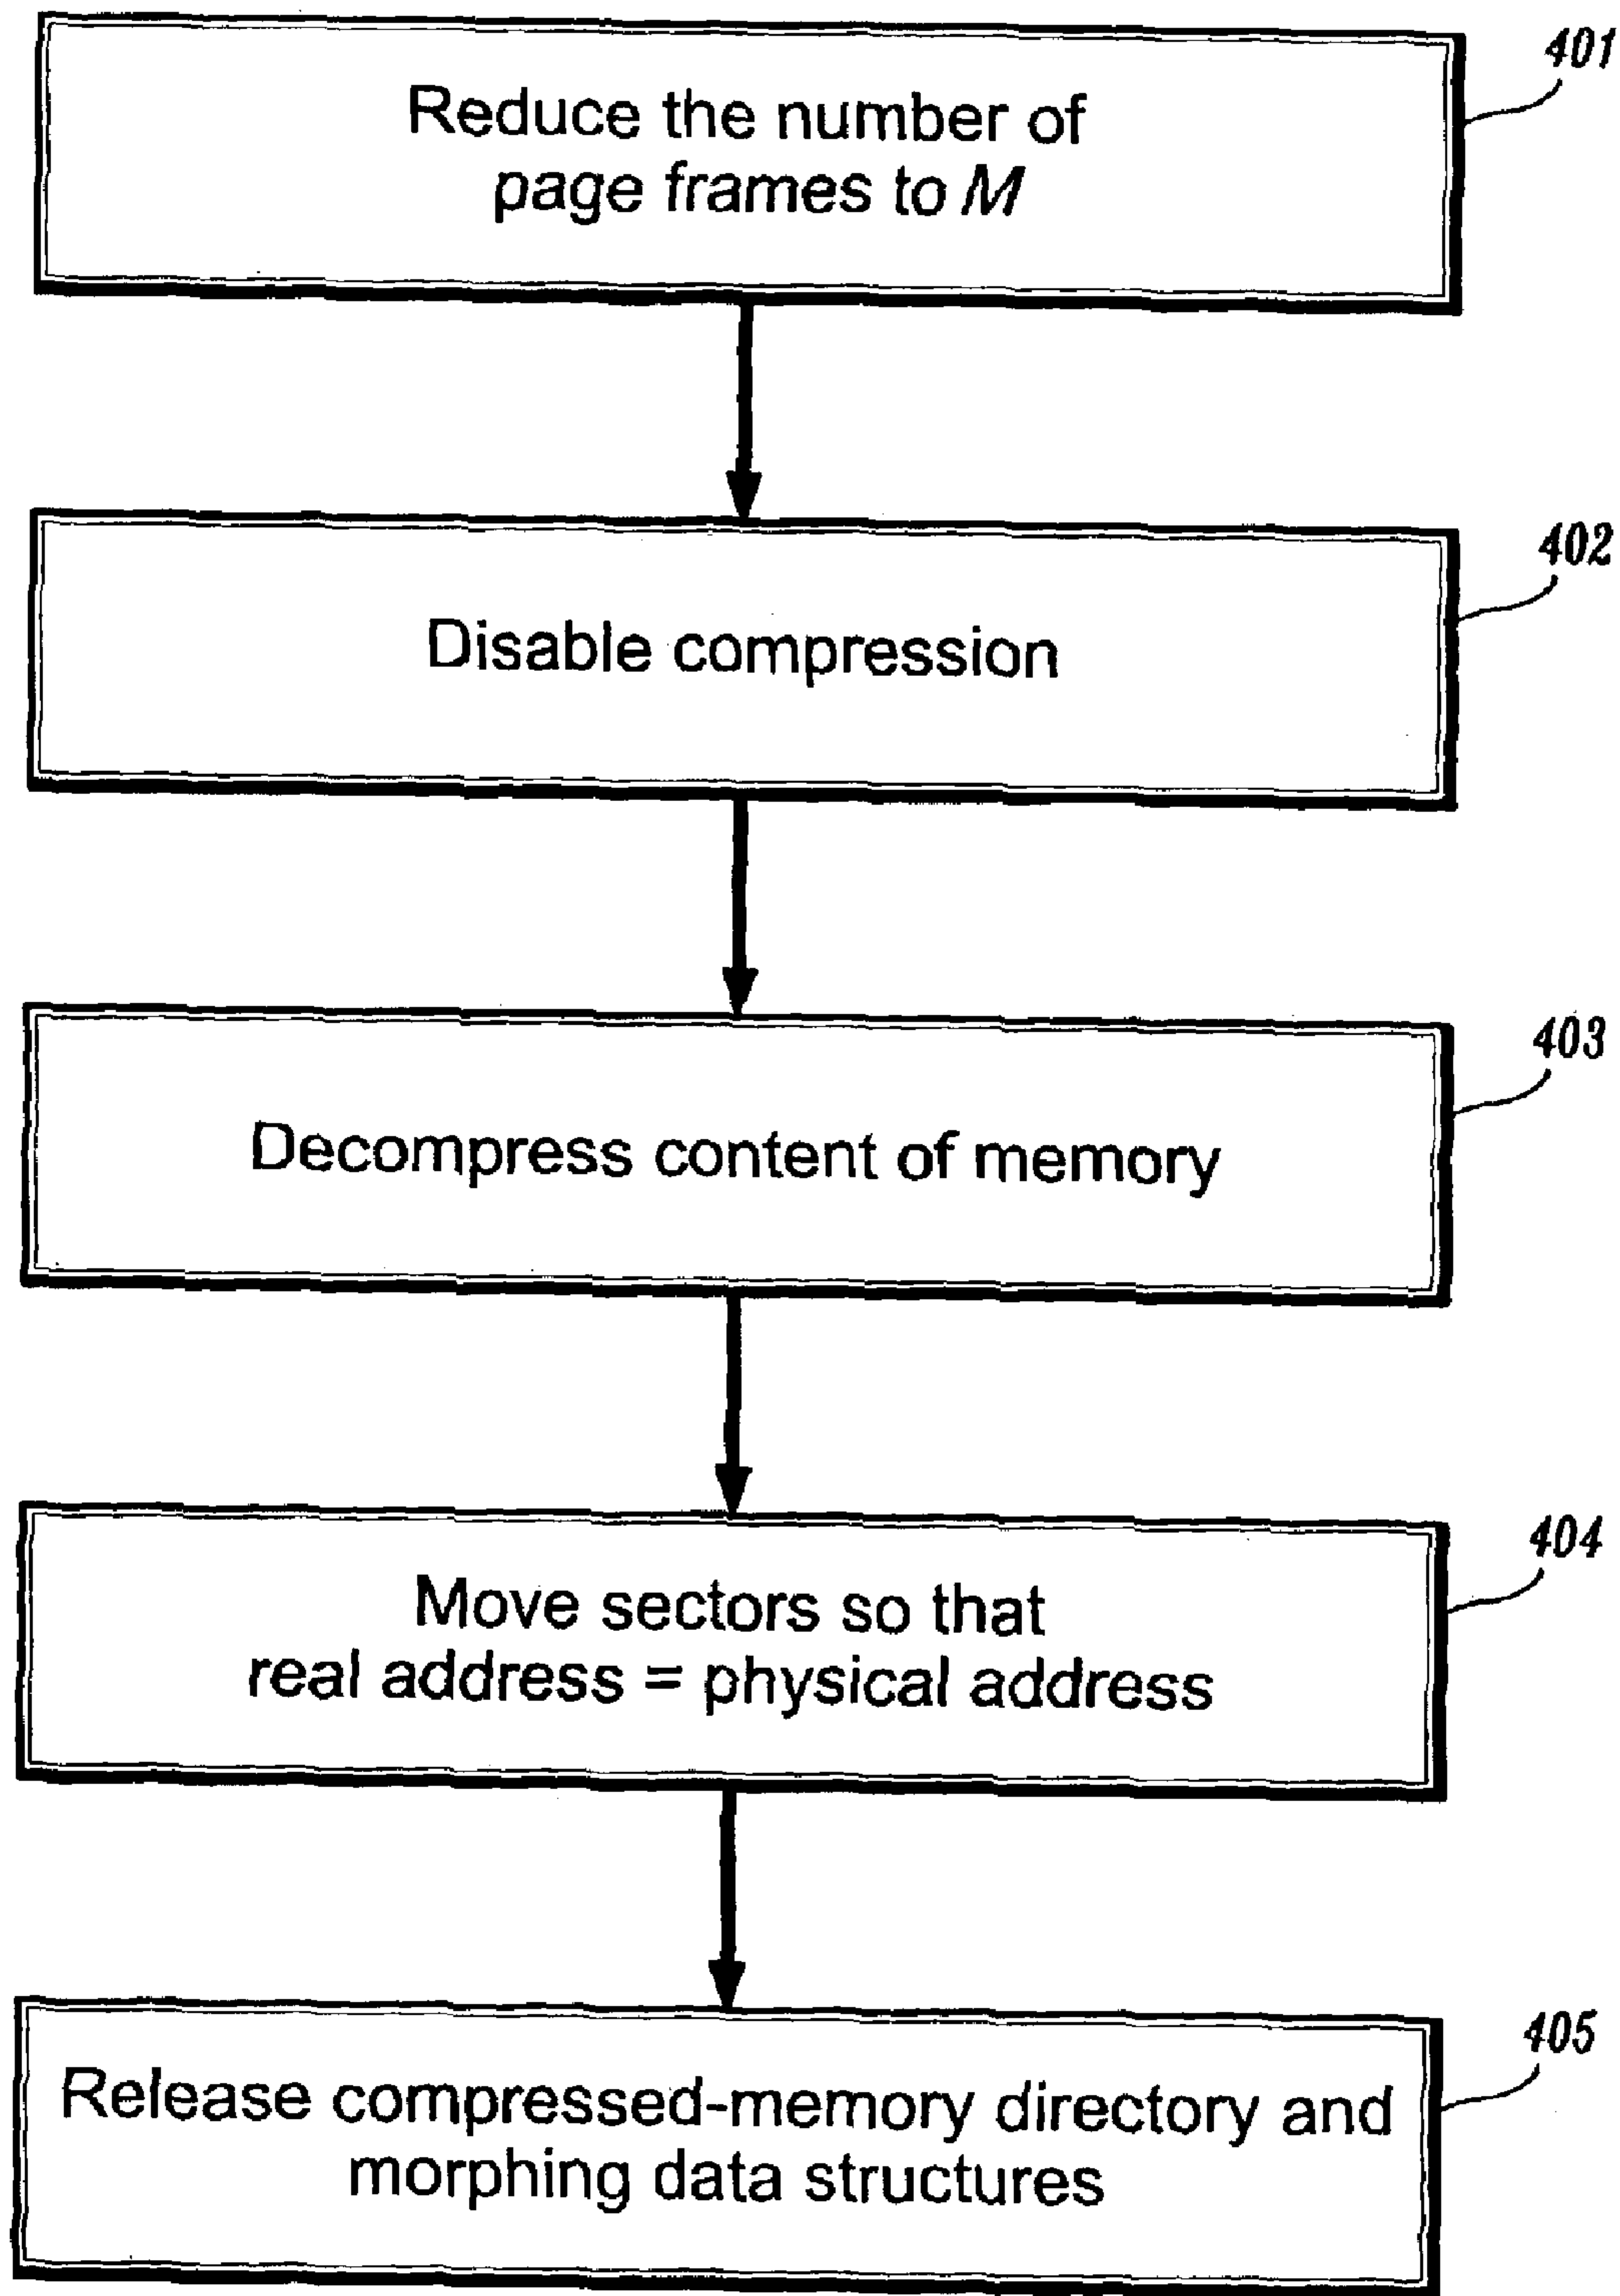 401
Reduce the number of
page frames to M
402
Disable compression
403
Decompress content of memory
404
Move sectors so that
real address = physical address
405
Release compressed-memory directory and
morphing data structures